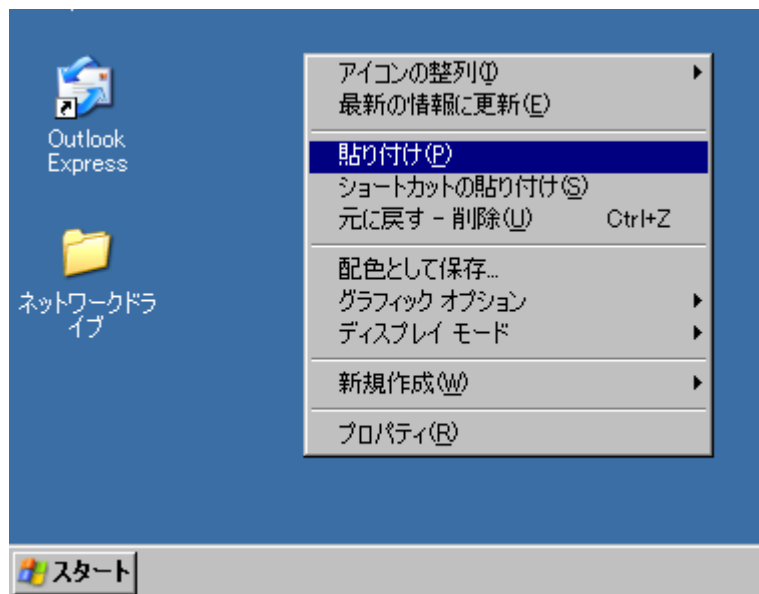 Outlook
Express
ネットワークドラ
イブ
アイコンの整列(I)
最新の情報に更新(E)
貼り付け(P)
ショートカットの貼り付け(S)
元に戻す - 削除(U) Ctrl+Z
配色として保存...
グラフィック オプション
ディスプレイ モード
新規作成(W)
プロパティ(R)
スタート